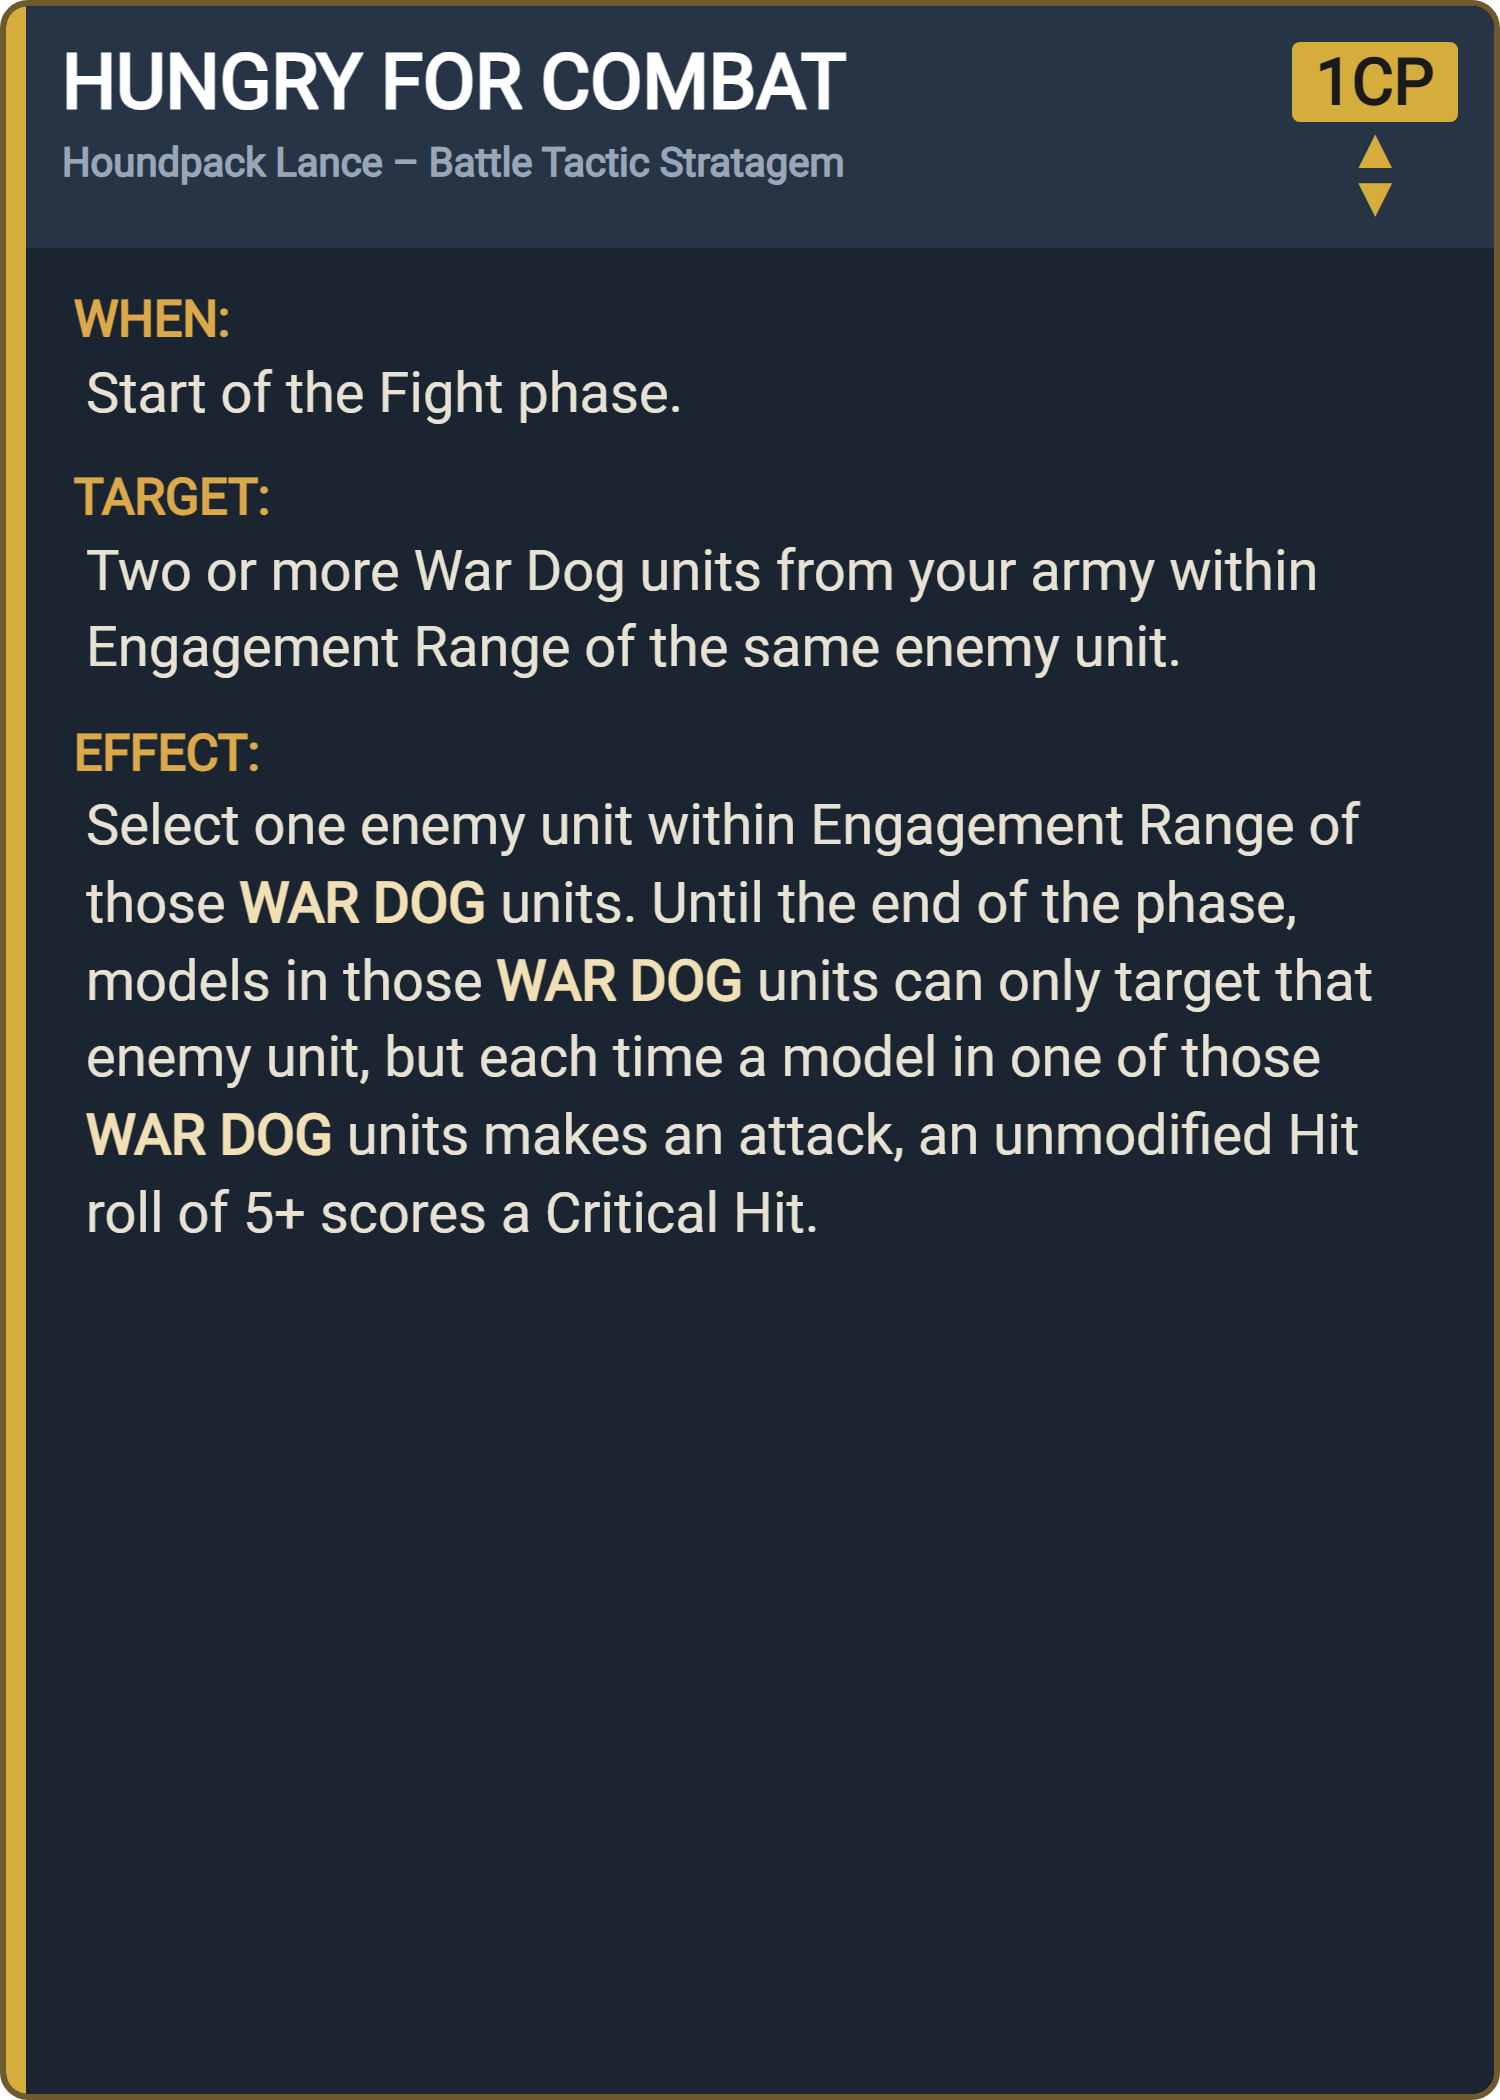 HUNGRY FOR COMBAT
1CP
Houndpack Lance – Battle Tactic Stratagem
▲
▼
WHEN:
Start of the Fight phase.
TARGET:
Two or more War Dog units from your army within
Engagement Range of the same enemy unit.
EFFECT:
Select one enemy unit within Engagement Range of
those WAR DOG units. Until the end of the phase,
models in those WAR DOG units can only target that
enemy unit, but each time a model in one of those
WAR DOG units makes an attack, an unmodified Hit
roll of 5+ scores a Critical Hit.